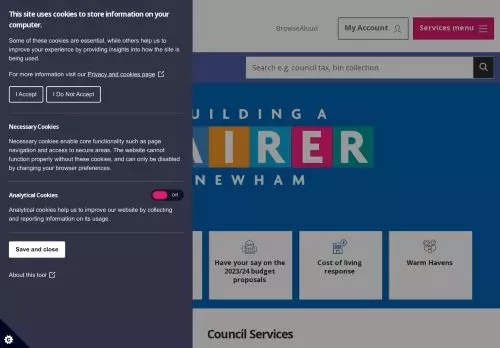 This site uses cookies to store information on your
computer.
Some of these cookies are essential, while others help us to
improve your experience by providing insights into how the site is
being used.
For more information visit our Privacy and cookies page
I Accept
I Do Not Accept
Necessary Cookies
Necessary cookies enable core functionality such as page
navigation and access to secure areas. The website cannot
function properly without these cookies, and can only be disabled
by changing your browser preferences.
Analytical Cookies
Off
Analytical cookies help us to improve our website by collecting
and reporting information on its usage.
Save and close
About this tool
BrowseAloud
My Account
Services menu
Search e.g. council tax, bin collection
UILDING A
AIRER
NEWHAM
Have your say on the
2023/24 budget
proposals
Cost of living
response
Warm Havens
Council Services